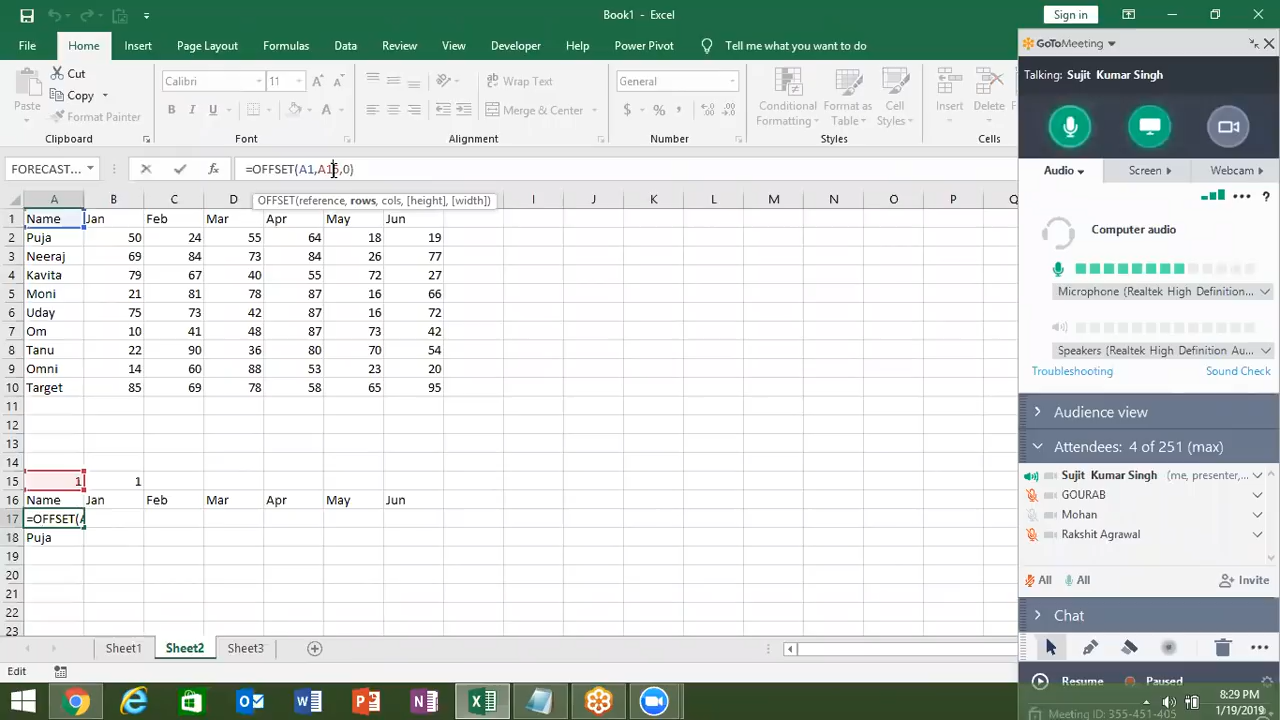 Book1 - Excel
Sign in
File Home Insert Page Layout Formulas Data Review View Developer Help Power Pivot Tell me what you want to do
Cut
Copy
Format Painter
Paste
Calibri 11
B I U
Wrap Text
Merge & Center
General
$ % ,
Conditional Formatting
Format as Table
Cell Styles
Insert
Delete
Clipboard Font Alignment Number Styles Cells
FORECAST... fx =OFFSET(A1,A15,0)
OFFSET(reference, rows, cols, [height], [width])
A B C D I J K L M N O P Q
1 Name Jan Feb Mar Apr May Jun
2 Puja 50 24 55 64 18 19
3 Neeraj 69 84 73 84 26 77
4 Kavita 79 67 40 55 72 27
5 Moni 21 81 78 87 16 66
6 Uday 75 73 42 87 16 72
7 Om 10 41 48 87 73 42
8 Tanu 22 90 36 80 70 54
9 Omni 14 60 88 53 23 20
10 Target 85 69 78 58 65 95
11
12
13
14
15 1 1
16 Name Jan Feb Mar Apr May Jun
17 =OFFSET(A
18 Puja
19
20
21
22
23
Sheet1 Sheet2 Sheet3
Edit
GoToMeeting
Talking: Sujit Kumar Singh
Audio Screen Webcam
Computer audio
Microphone (Realtek High Definition...
Speakers (Realtek High Definition Au...
Troubleshooting Sound Check
Audience view
Attendees: 4 of 251 (max)
Sujit Kumar Singh (me, presenter,...
GOURAB
Mohan
Rakshit Agrawal
All All Invite
Chat
Resume Paused
Meeting ID: 355-451-405
8:29 PM
1/19/2019